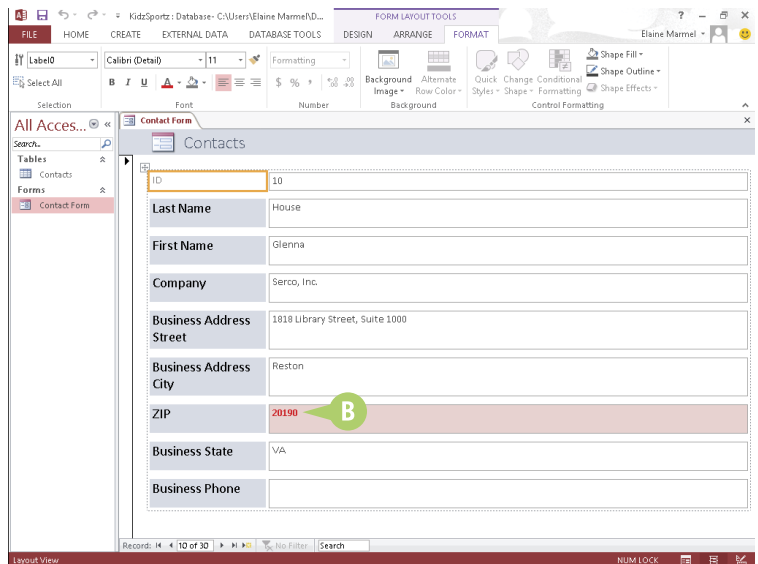 KidzSportz : Database- C:\Users\Elaine Marmel\D...
FORM LAYOUT TOOLS
?
FILE HOME CREATE EXTERNAL DATA DATABASE TOOLS DESIGN ARRANGE FORMAT Elaine Marmel
Label0 Calibri (Detail) 11 Formatting
Select All B I U A $ % , Background Image Alternate Row Color Quick Styles Change Shape Conditional Formatting Shape Fill
Shape Outline
Shape Effects
Selection Font Number Background Control Formatting
All Acces... «
Search..
Tables
Contacts
Forms
Contact Form
Contact Form
Contacts
ID 10
Last Name House
First Name Glenna
Company Serco, Inc.
Business Address Street 1818 Library Street, Suite 1000
Business Address City Reston
ZIP 20190 B
Business State VA
Business Phone
Record: 10 of 30 No Filter Search
Layout View NUM LOCK